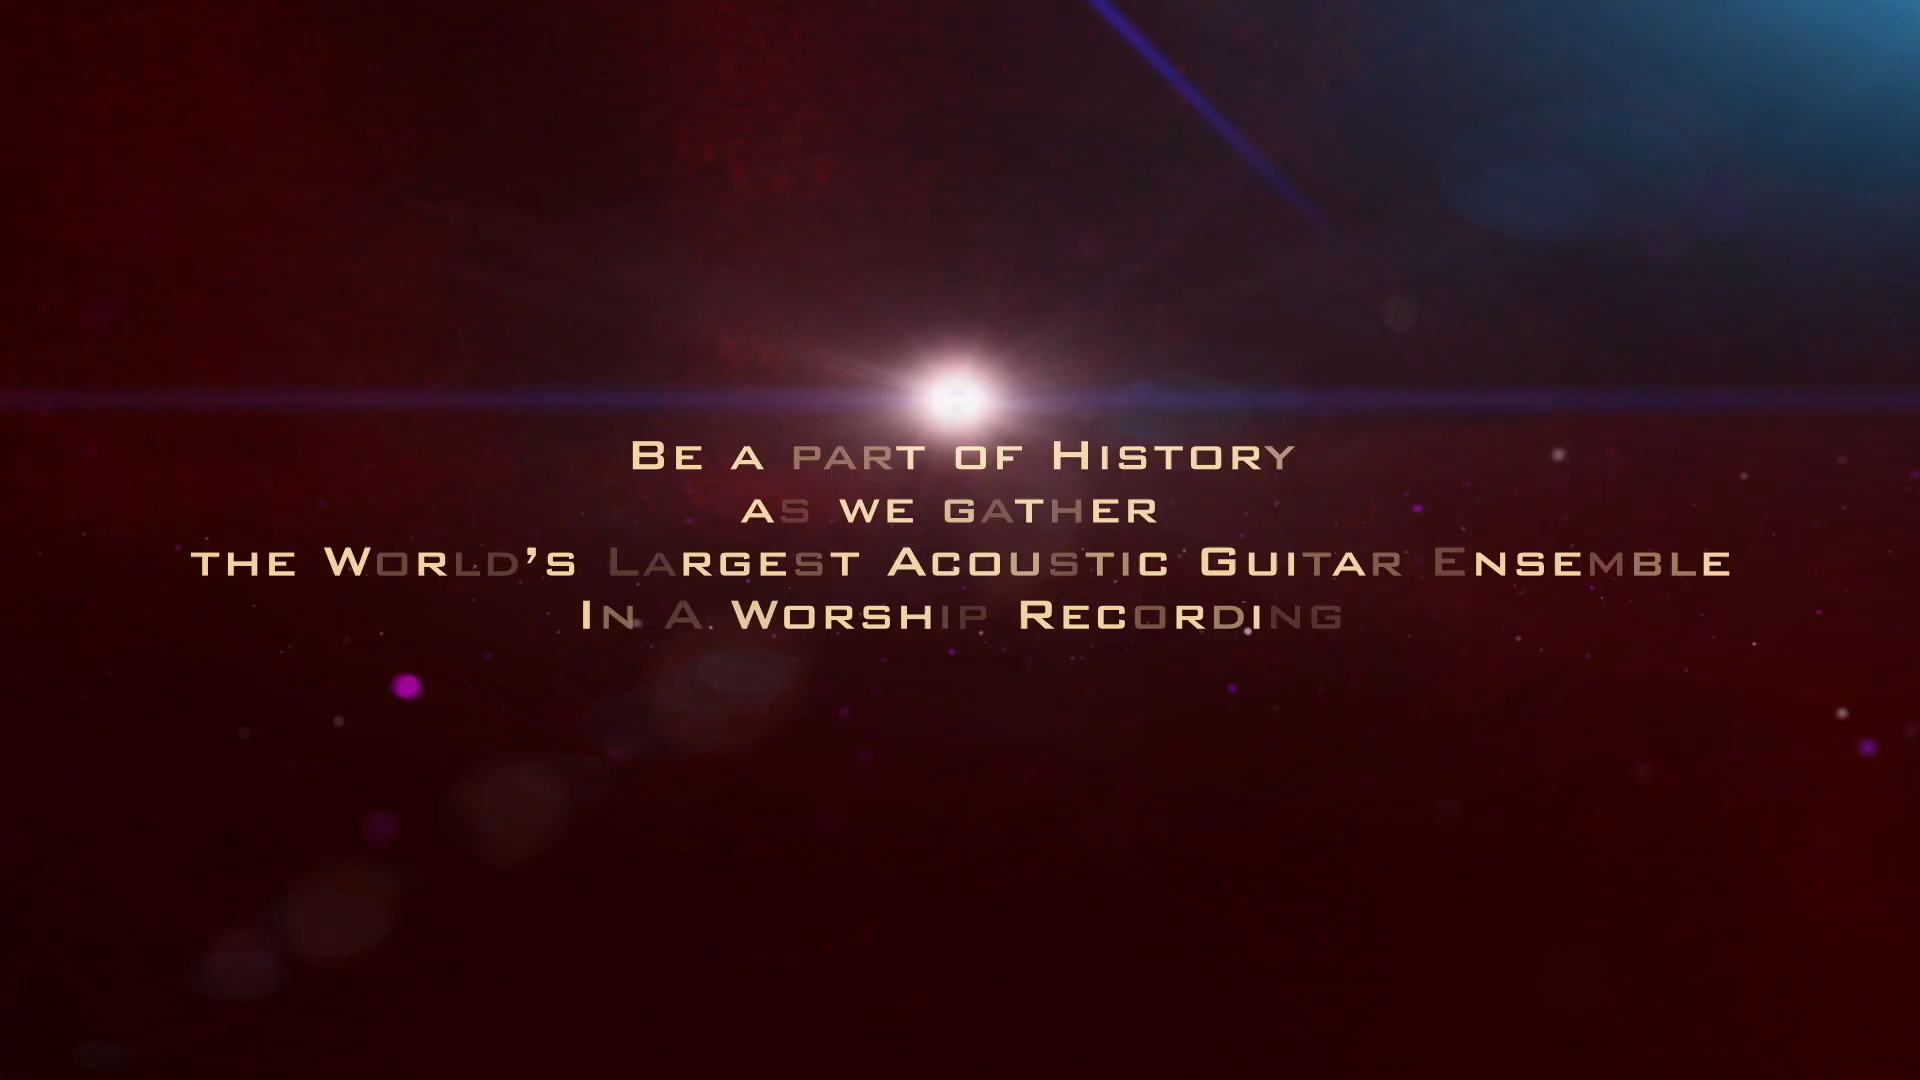 Be a part of History
as we gather
the World’s Largest Acoustic Guitar Ensemble
In A Worship Recording